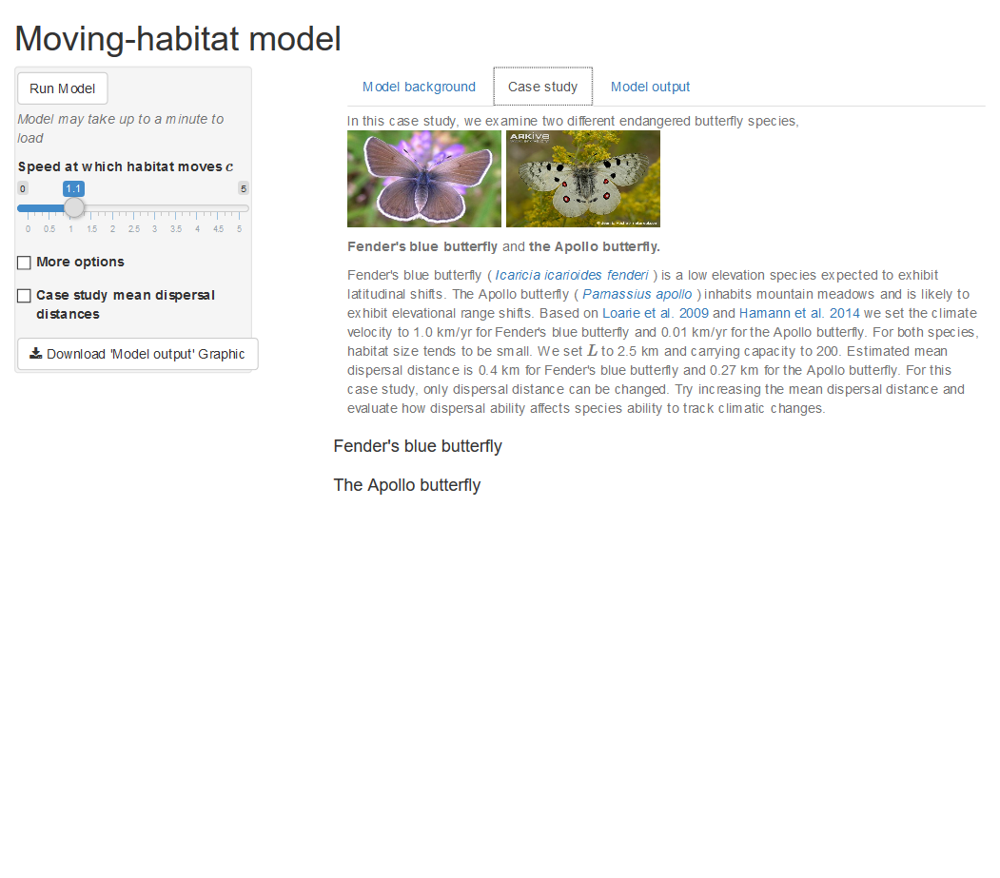 Moving-habitat model
Run Model
Model may take up to a minute to
load
Speed at which habitat moves c
0 1.1 5
0 0.5 1 1.5 2 2.5 3 3.5 4 4.5 5
More options
Case study mean dispersal
distances
Download 'Model output' Graphic
Model background Case study Model output
In this case study, we examine two different endangered butterfly species,
ARKive
Fender's blue butterfly and the Apollo butterfly.
Fender's blue butterfly ( Icaricia icarioides fenderi ) is a low elevation species expected to exhibit
latitudinal shifts. The Apollo butterfly ( Parnassius apollo ) inhabits mountain meadows and is likely to
exhibit elevational range shifts. Based on Loarie et al. 2009 and Hamann et al. 2014 we set the climate
velocity to 1.0 km/yr for Fender's blue butterfly and 0.01 km/yr for the Apollo butterfly. For both species,
habitat size tends to be small. We set L to 2.5 km and carrying capacity to 200. Estimated mean
dispersal distance is 0.4 km for Fender's blue butterfly and 0.27 km for the Apollo butterfly. For this
case study, only dispersal distance can be changed. Try increasing the mean dispersal distance and
evaluate how dispersal ability affects species ability to track climatic changes.
Fender's blue butterfly
The Apollo butterfly